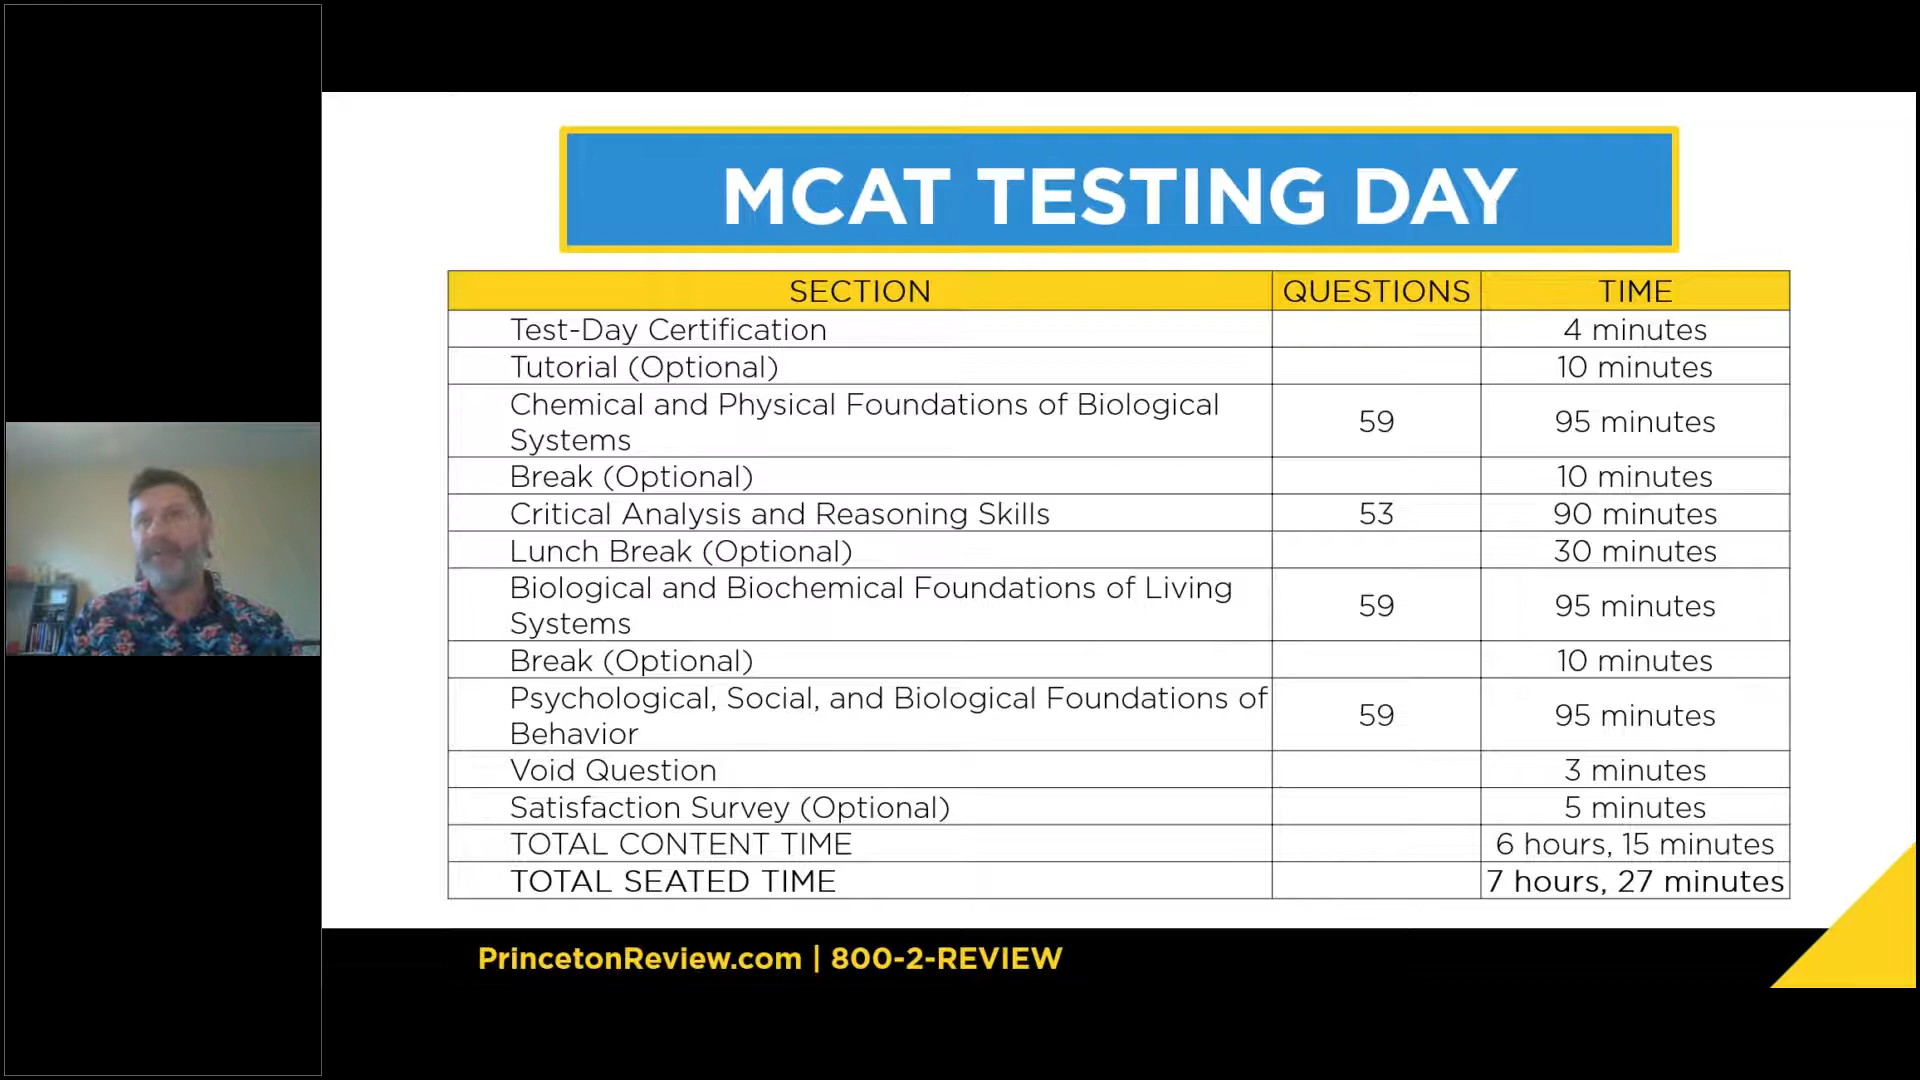 MCAT TESTING DAY
SECTION QUESTIONS TIME
Test-Day Certification 4 minutes
Tutorial (Optional) 10 minutes
Chemical and Physical Foundations of Biological
Systems 59 95 minutes
Break (Optional) 10 minutes
Critical Analysis and Reasoning Skills 53 90 minutes
Lunch Break (Optional) 30 minutes
Biological and Biochemical Foundations of Living
Systems 59 95 minutes
Break (Optional) 10 minutes
Psychological, Social, and Biological Foundations of
Behavior 59 95 minutes
Void Question 3 minutes
Satisfaction Survey (Optional) 5 minutes
TOTAL CONTENT TIME 6 hours, 15 minutes
TOTAL SEATED TIME 7 hours, 27 minutes
PrincetonReview.com | 800-2-REVIEW